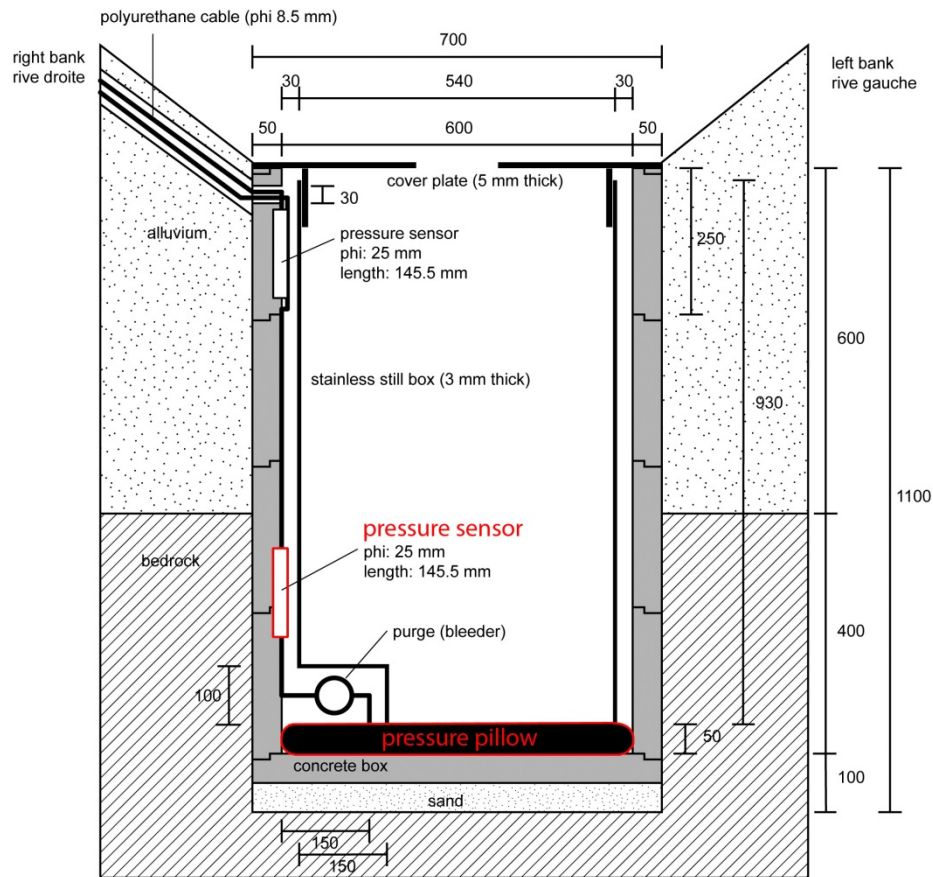 polyurethane cable (phi 8.5 mm)
right bank
rive droite
700
left bank
rive gauche
30
540
30
50
600
50
cover plate (5 mm thick)
30
alluvium
pressure sensor
phi: 25 mm
length: 145.5 mm
250
600
stainless still box (3 mm thick)
930
1100
pressure sensor
phi: 25 mm
length: 145.5 mm
bedrock
purge (bleeder)
400
100
pressure pillow
50
concrete box
100
sand
150
150